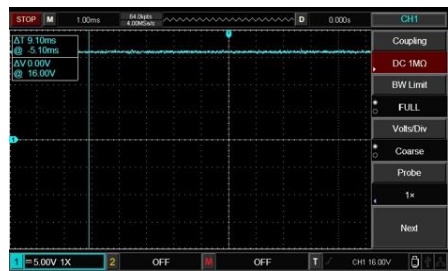 STOP M 1.00ms 64.0kpts 4.00MSa/s D 0.000s CH1
ΔT 9.10ms
@ -5.10ms
ΔV 0.00V
@ 16.00V
Coupling
DC 1MΩ
BW Limit
FULL
Volts/Div
Coarse
Probe
1×
Next
1 5.00V 1X 2 OFF M OFF T CH1 16.00V